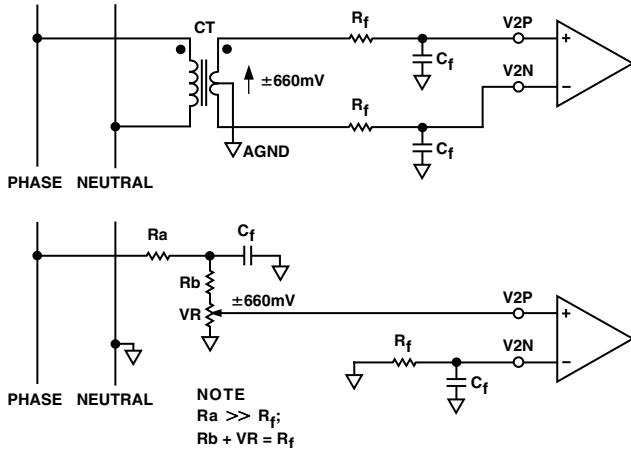 CT
Rf
V2P
+
Cf
±660mV
V2N
Rf
−
Cf
AGND
PHASE NEUTRAL
Ra
Cf
Rb
±660mV
VR
V2P
+
Rf
V2N
−
Cf
PHASE NEUTRAL
NOTE
Ra >> Rf;
Rb + VR = Rf